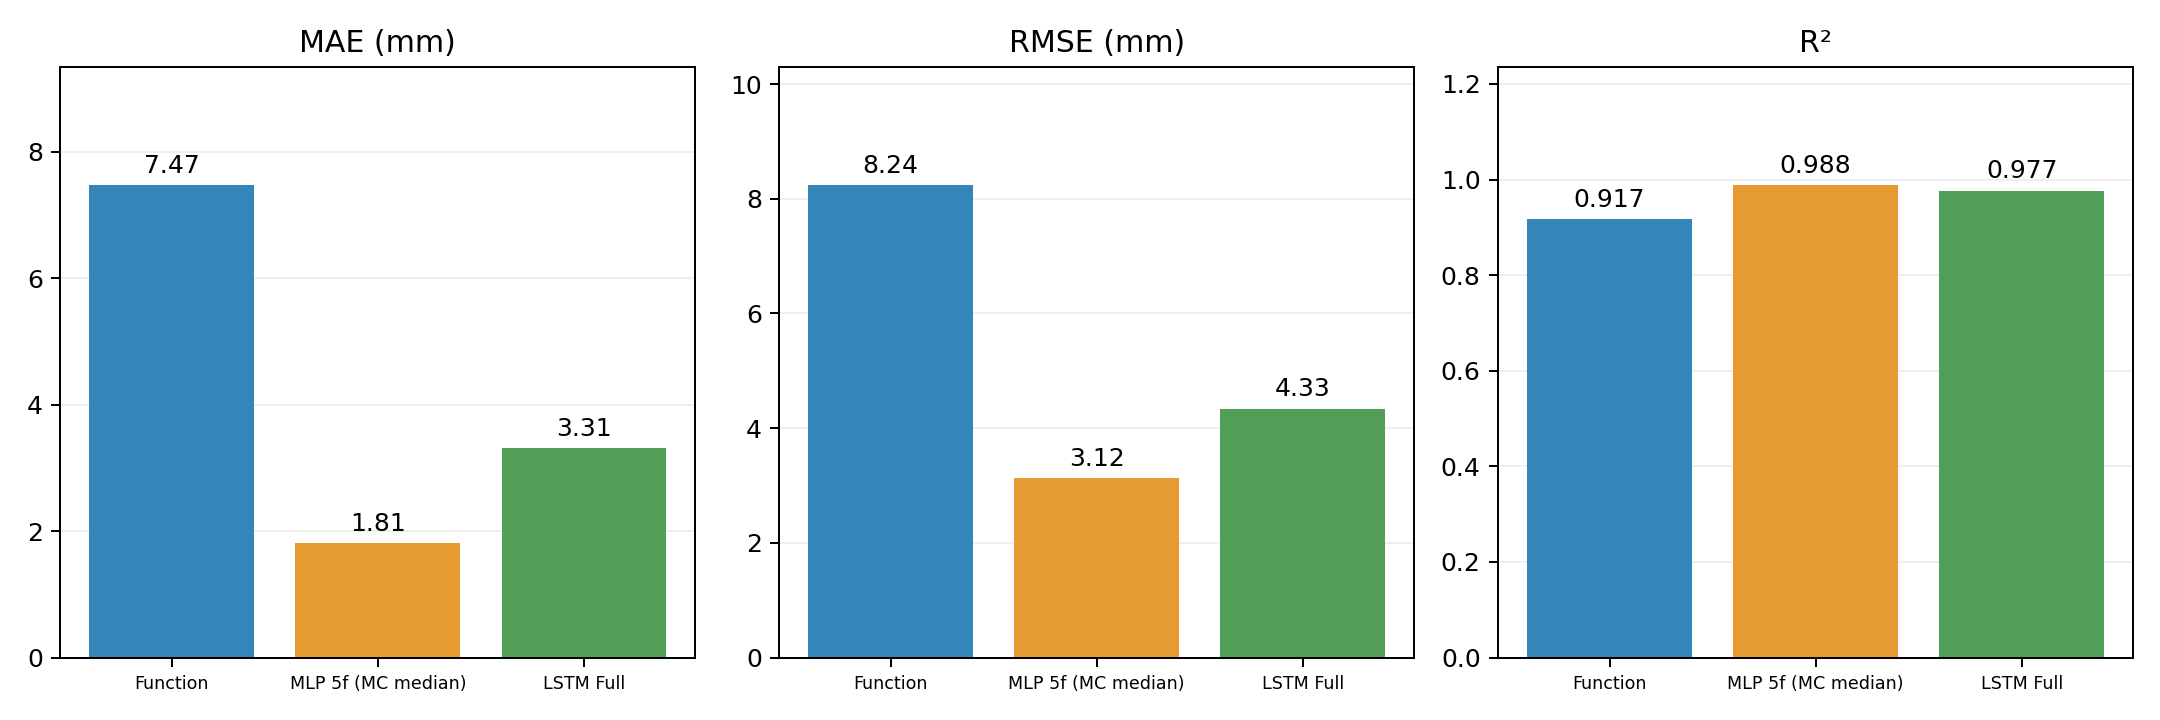 MAE (mm)
8
6
4
2
0
7.47
1.81
3.31
Function
MLP 5f (MC median)
LSTM Full
RMSE (mm)
10
8
6
4
2
0
8.24
3.12
4.33
Function
MLP 5f (MC median)
LSTM Full
R²
1.2
1.0
0.8
0.6
0.4
0.2
0.0
0.917
0.988
0.977
Function
MLP 5f (MC median)
LSTM Full